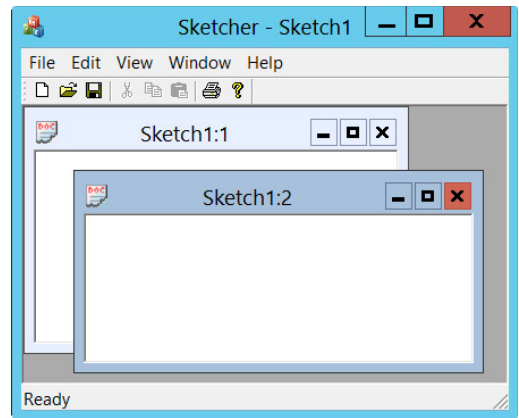 Sketcher - Sketch1
File Edit View Window Help
Sketch1:1
Sketch1:2
Ready